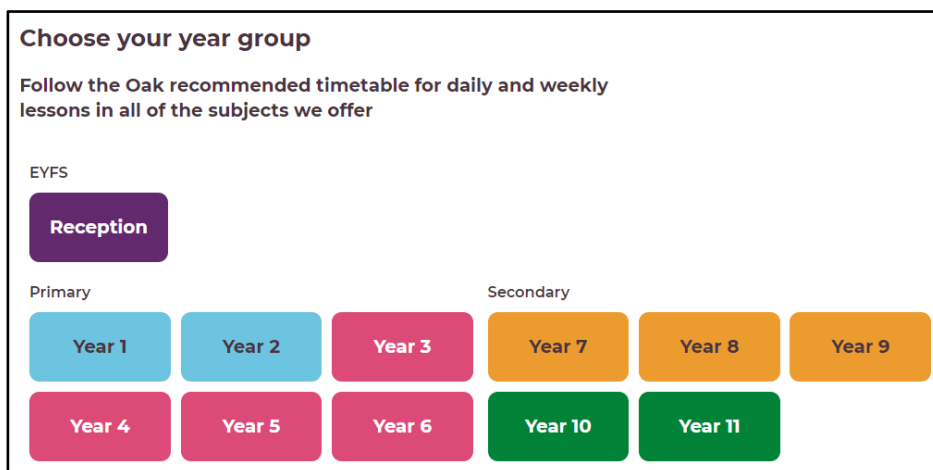 Choose your year group
Follow the Oak recommended timetable for daily and weekly
lessons in all of the subjects we offer
EYFS
Reception
Primary
Year 1 Year 2 Year 3
Year 4 Year 5 Year 6
Secondary
Year 7 Year 8 Year 9
Year 10 Year 11